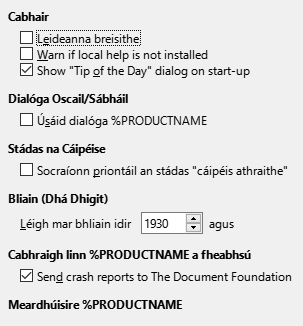 Cabhair
Leideanna breisithe
Warn if local help is not installed
Show "Tip of the Day" dialog on start-up
Dialóga Oscail/Sábháil
Úsáid dialóga %PRODUCTNAME
Stádas na Cáipéise
Socraíonn priontáil an stádas "cáipéis athraithe"
Bliain (Dhá Dhigit)
Léigh mar bhliain idir 1930 agus
Cabhraigh linn %PRODUCTNAME a fheabhsú
Send crash reports to The Document Foundation
Meardhúisire %PRODUCTNAME